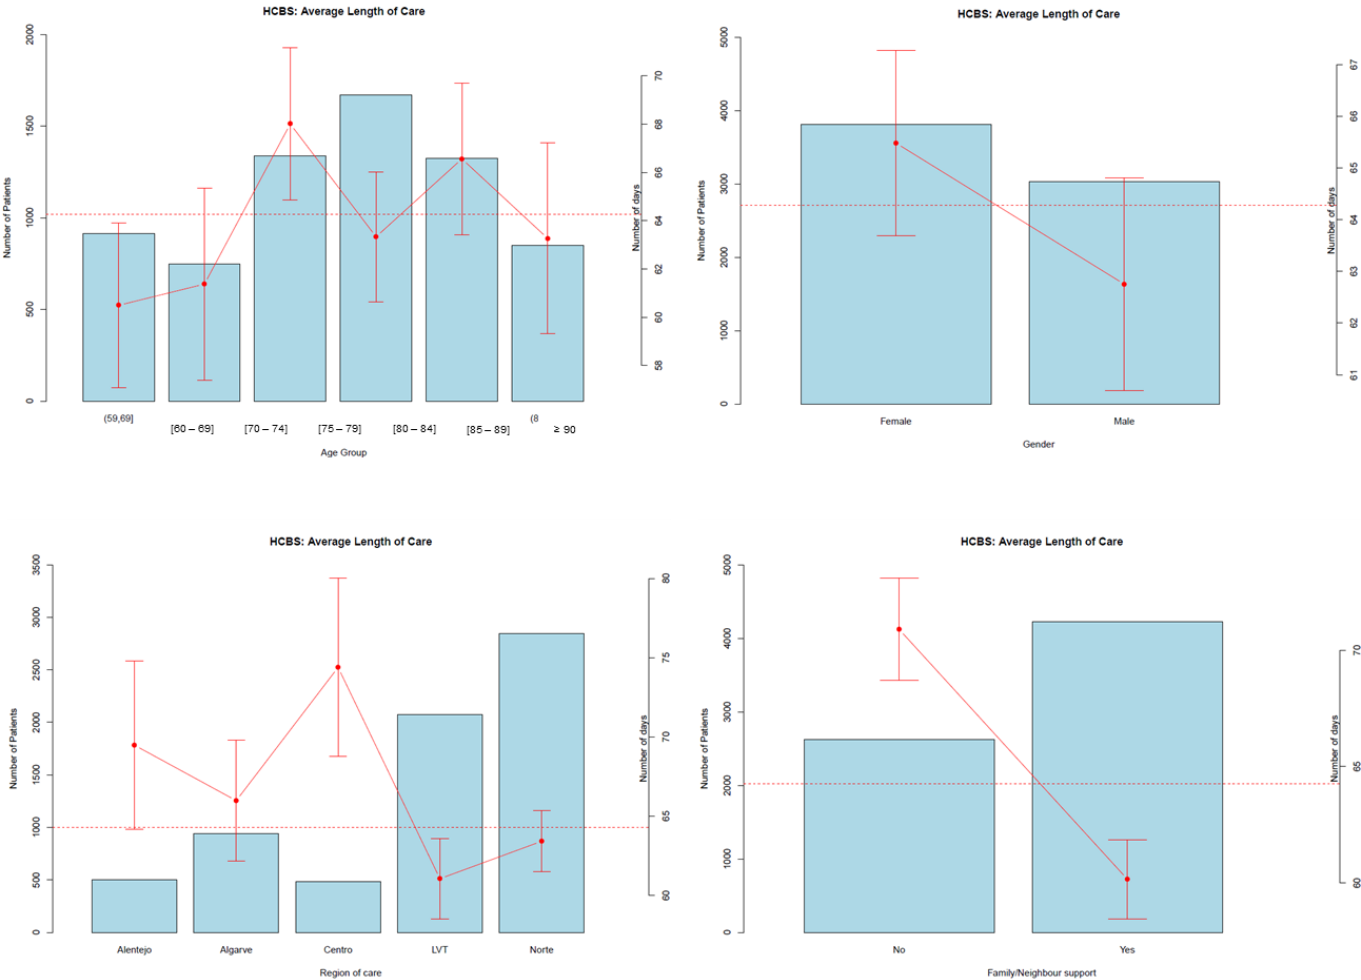 HCBS: Average Length of Care
2000
1500
1000
500
0
Number of Patients
70
68
66
64
62
60
58
Number of days
(59,69]
(8
[60 – 69]
[70 – 74]
[75 – 79]
[80 – 84]
[85 – 89]
≥ 90
Age Group
HCBS: Average Length of Care
5000
4000
3000
2000
1000
0
Number of Patients
67
66
65
64
63
62
61
Number of days
Female
Male
Gender
HCBS: Average Length of Care
3500
3000
2500
2000
1500
1000
500
0
Number of Patients
80
75
70
65
60
Number of days
Alentejo
Algarve
Centro
LVT
Norte
Region of care
HCBS: Average Length of Care
5000
4000
3000
2000
1000
0
Number of Patients
70
65
60
Number of days
No
Yes
Family/Neighbour support